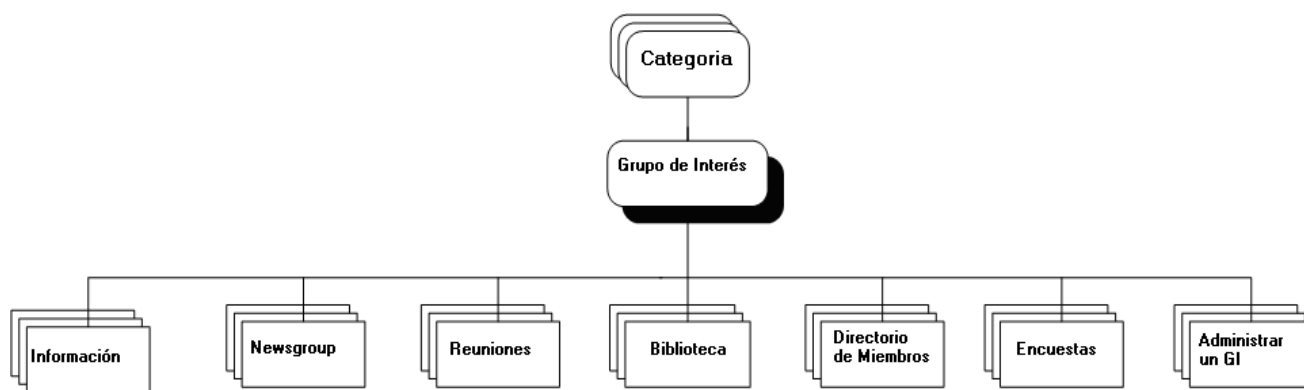 Categoria
Grupo de Interés
Información
Newsgroup
Reuniones
Biblioteca
Directorio
de Miembros
Encuestas
Administrar
un GI